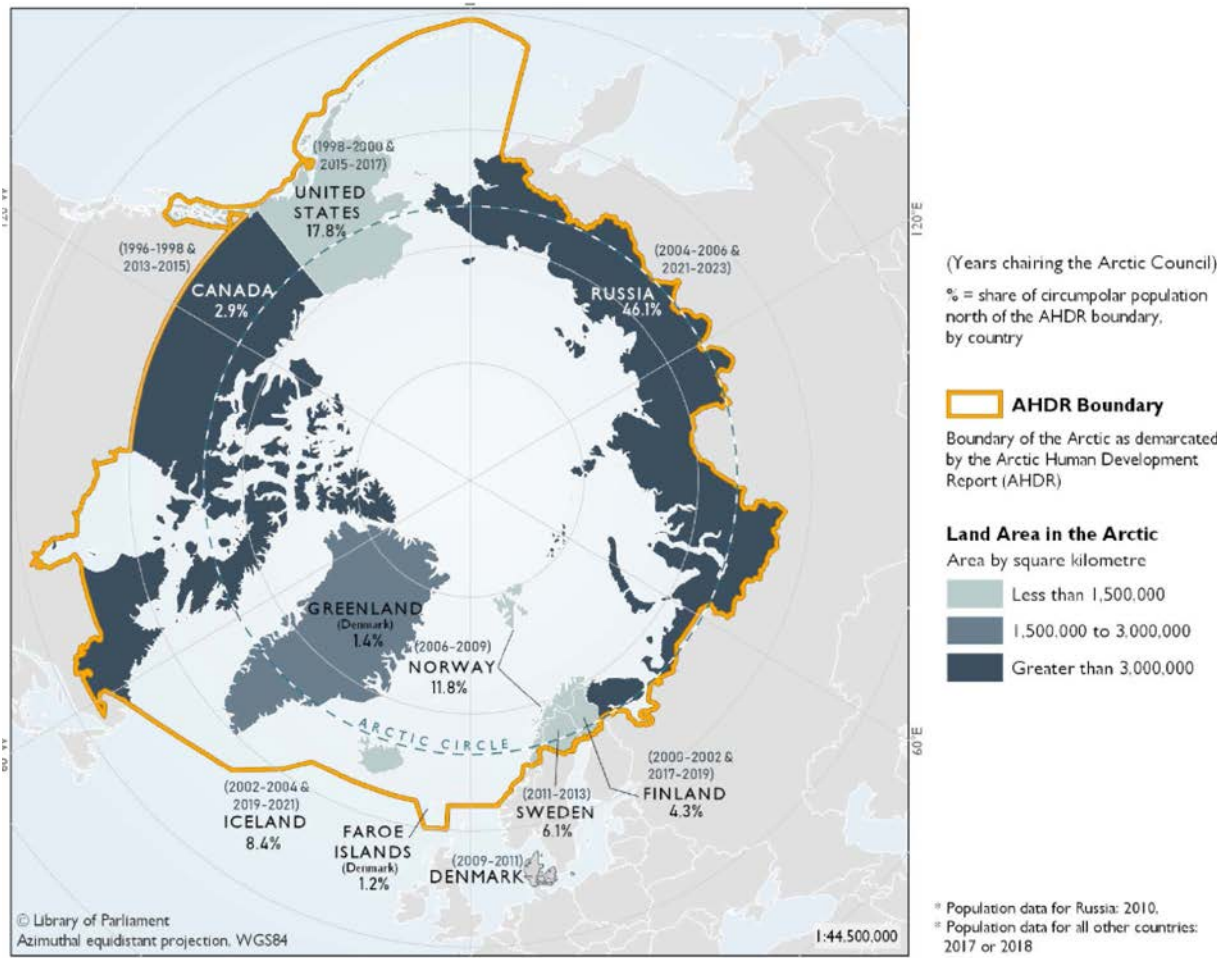 (1998–2000 &
2015–2017)
UNITED
STATES
17.8%
(1996–1998 &
2013–2015)
CANADA
2.9%
(2004–2006 &
2021–2023)
RUSSIA
46.1%
120°E
GREENLAND
(Denmark)
1.4%
(2006–2009)
NORWAY
11.8%
ARCTIC CIRCLE
60°E
(2000–2002 &
2017–2019)
FINLAND
4.3%
(2011–2013)
SWEDEN
6.1%
(2002–2004 &
2019–2021)
ICELAND
8.4%
FAROE
ISLANDS
(Denmark)
1.2%
(2009–2011)
DENMARK
© Library of Parliament
Azimuthal equidistant projection, WGS84
1:44,500,000
(Years chairing the Arctic Council)
% = share of circumpolar population
north of the AHDR boundary,
by country
AHDR Boundary
Boundary of the Arctic as demarcated
by the Arctic Human Development
Report (AHDR)
Land Area in the Arctic
Area by square kilometre
Less than 1,500,000
1,500,000 to 3,000,000
Greater than 3,000,000
* Population data for Russia: 2010.
* Population data for all other countries:
2017 or 2018